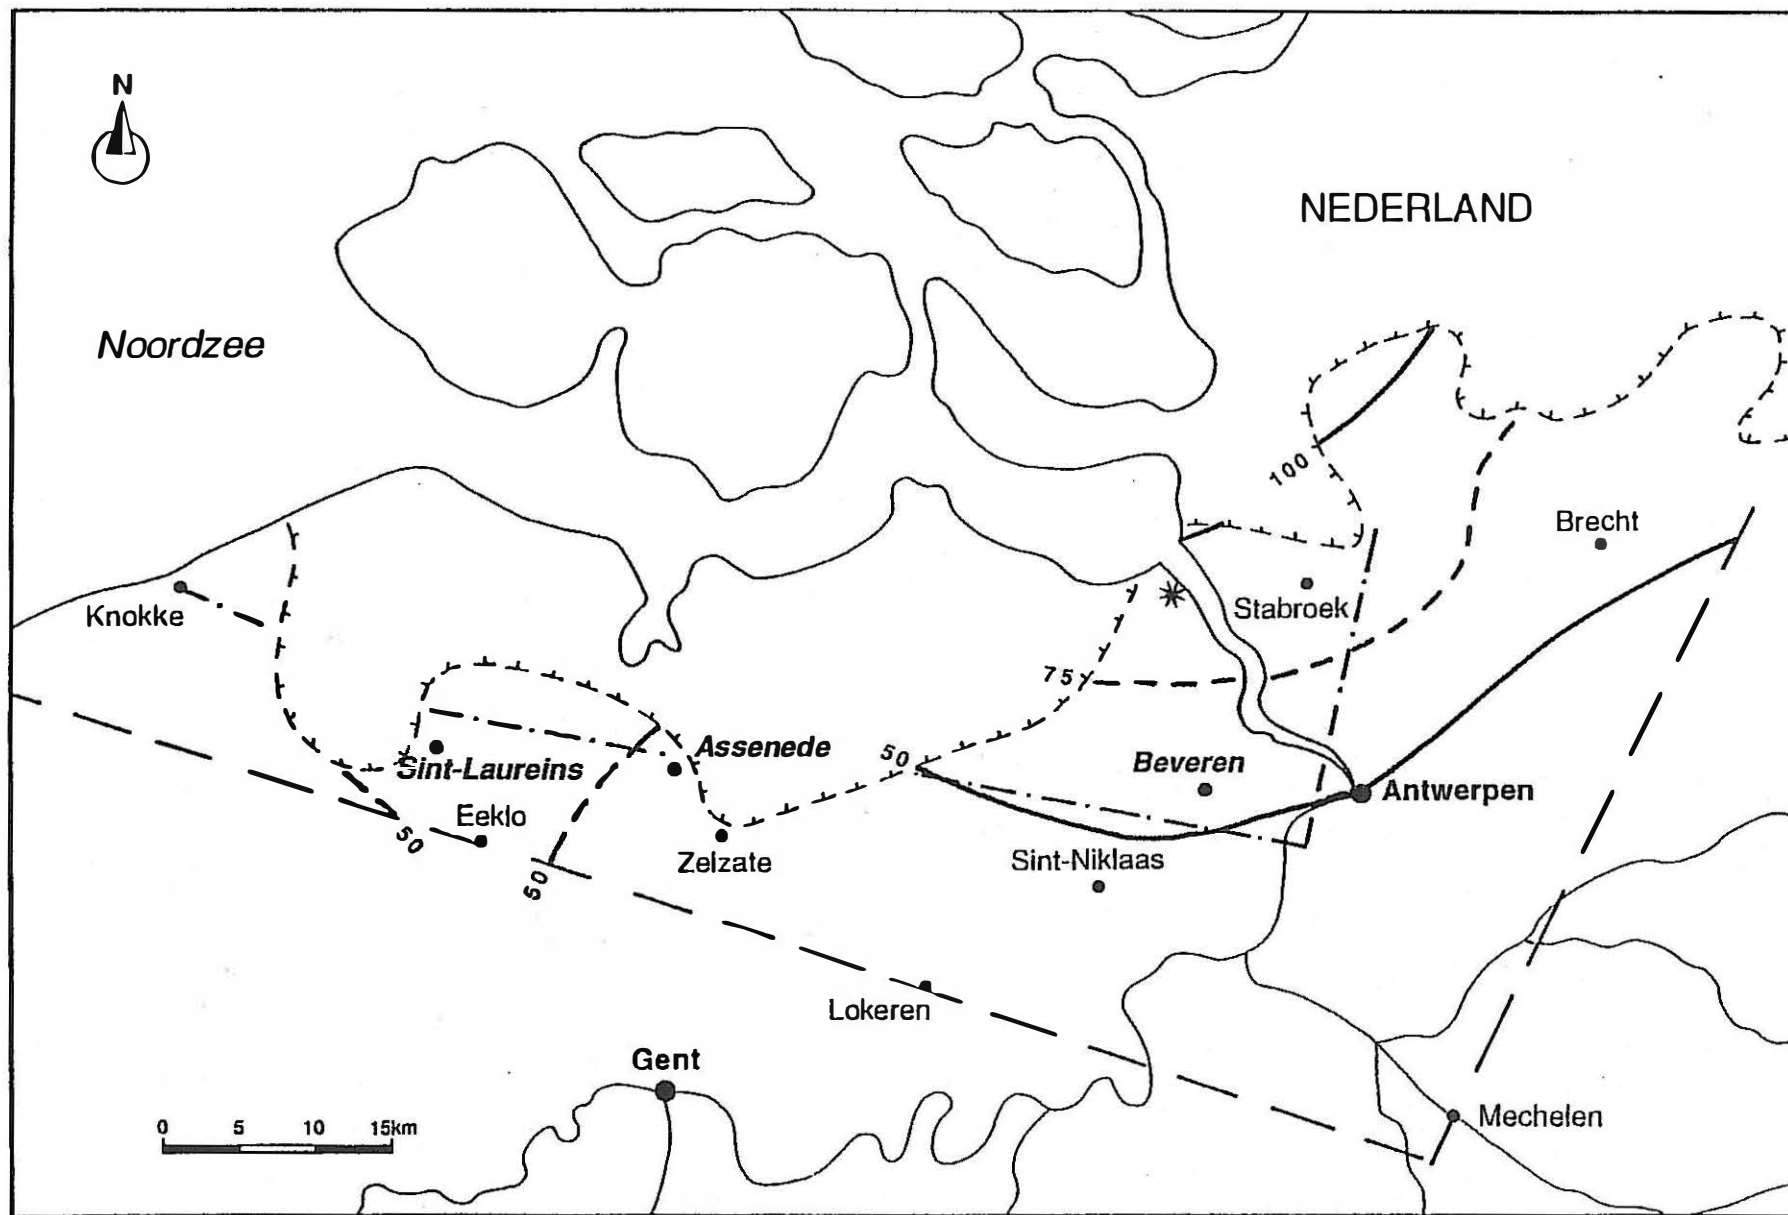 N
NEDERLAND
Noordzee
100
Brecht
Knokke
Stabroek
75
Assenede
50
Beveren
Sint-Laureins
Antwerpen
Eeklo
50
Zelzate
Sint-Niklaas
50
Lokeren
Gent
Mechelen
0 5 10 15km